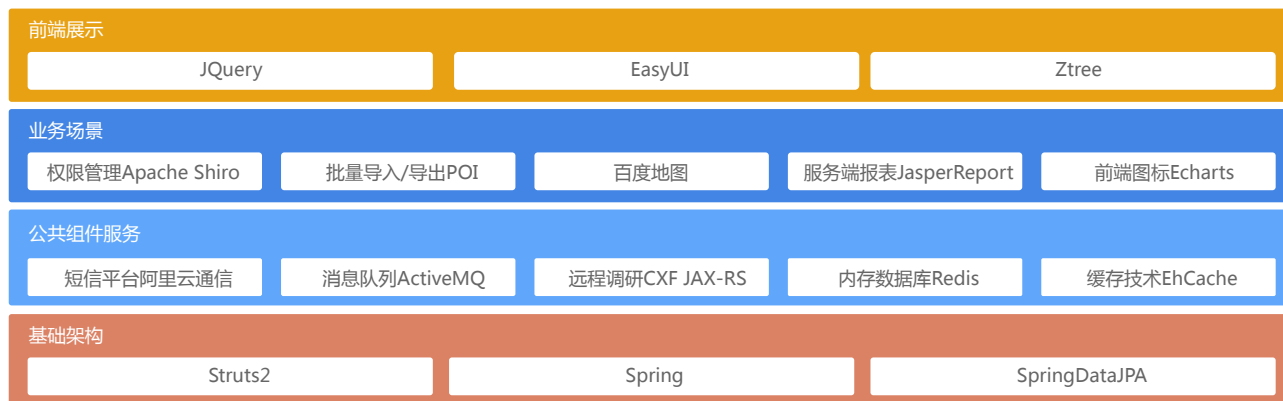 前端展示
JQuery
EasyUI
Ztree
业务场景
权限管理Apache Shiro
批量导入/导出POI
百度地图
服务端报表JasperReport
前端图标Echarts
公共组件服务
短信平台阿里云通信
消息队列ActiveMQ
远程调研CXF JAX-RS
内存数据库Redis
缓存技术EhCache
基础架构
Struts2
Spring
SpringDataJPA